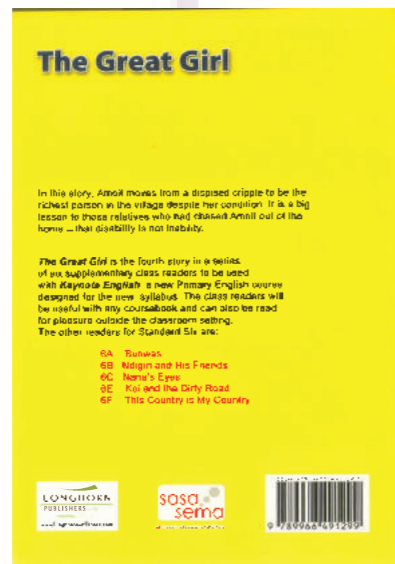 The Great Girl
In this story, Amoit moves from a dispised cripple to be the
richest person in the village despite her condition. It is a big
lesson to those relatives who had chased Amoit out of the
home – that disability is not inability.
The Great Girl is the fourth story in a series
of six supplementary class readers to be used
with Keynote English a new Primary English course
designed for the new syllabus. The class readers will
be useful with any coursebook and can also be read
for pleasure outside the classroom setting.
The other readers for Standard Six are:
6A
6B Ndigiri and His Friends
6C Nana's Eyes
6E Koi and the Dirty Road
6F This Country is My Country
LONGHORN
PUBLISHERS
sasa
sema
9 789966 491299